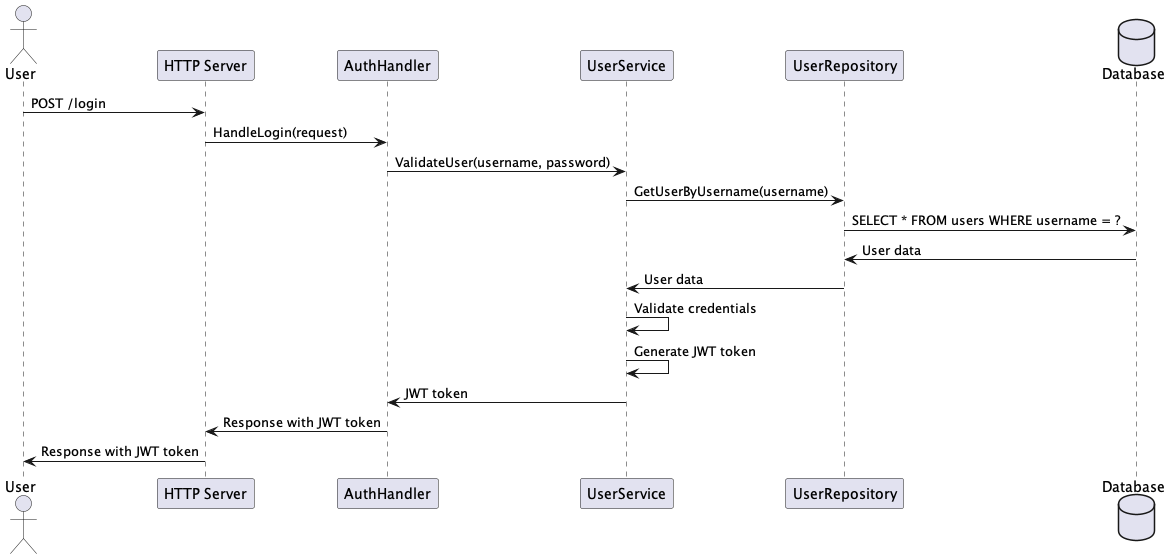 User
HTTP Server
AuthHandler
UserService
UserRepository
Database
POST /login
HandleLogin(request)
ValidateUser(username, password)
GetUserByUsername(username)
SELECT * FROM users WHERE username = ?
User data
User data
Validate credentials
Generate JWT token
JWT token
Response with JWT token
Response with JWT token
User
HTTP Server
AuthHandler
UserService
UserRepository
Database